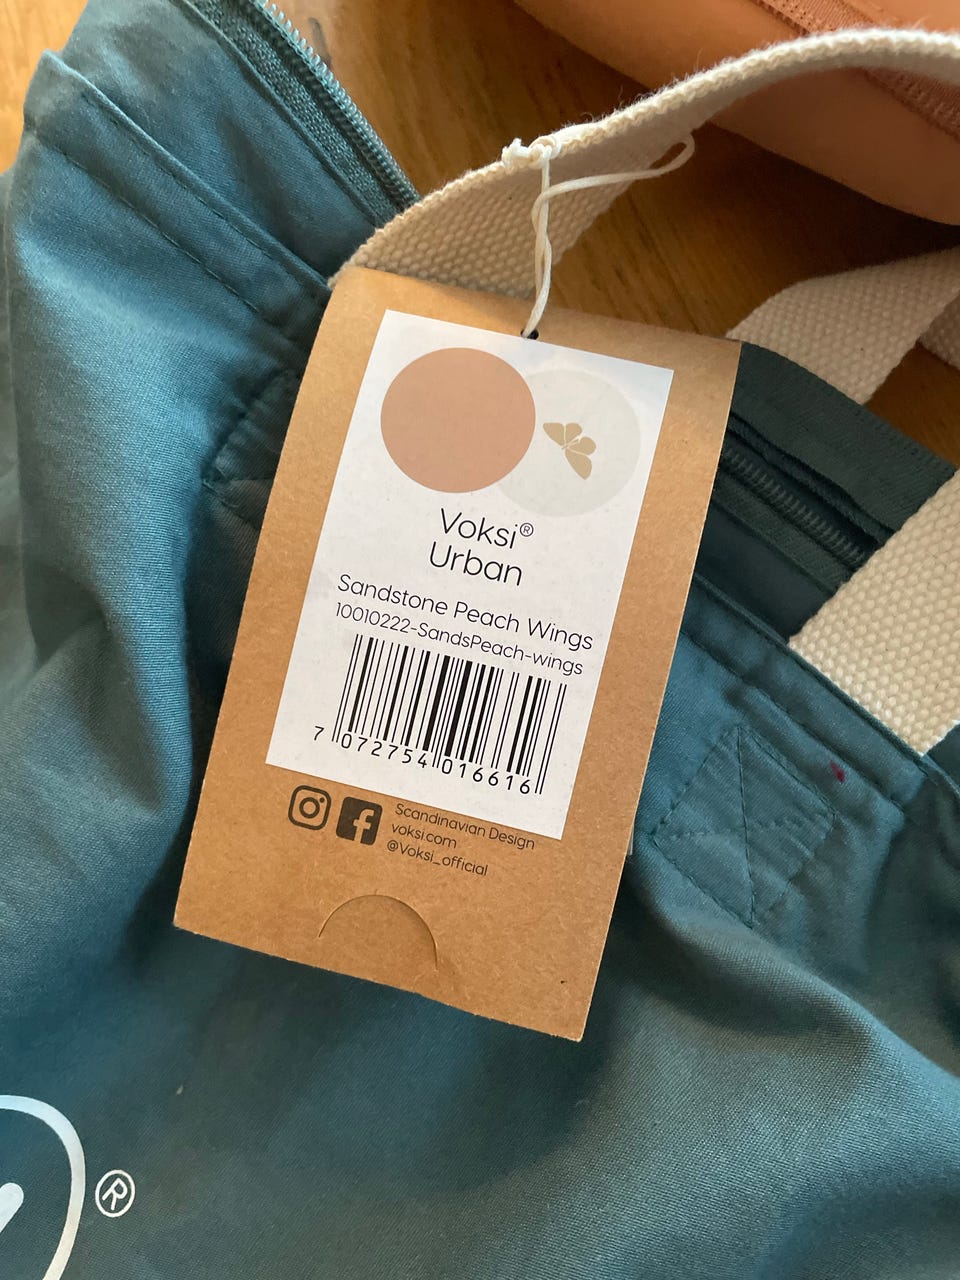 Voksi®
Urban
Sandstone Peach Wings
10010222-SandsPeach-wings
7 072754 016616
Scandinavian Design
voksi.com
@Voksi_official
®